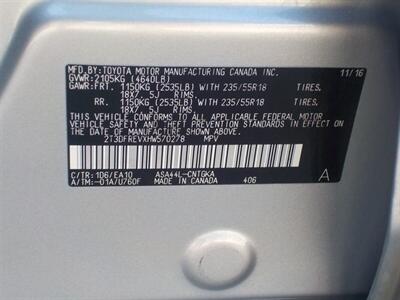 MFD.BY:TOYOTA MOTOR MANUFACTURING CANADA INC. 11/16
GVWR:2105KG (4640LB)
GAWR:FRT. 1150KG (2535LB) WITH 235/55R18 TIRES,
18X7.5J RIMS,
RR. 1150KG (2535LB) WITH 235/55R18 TIRES,
18X7.5J RIMS,
THIS VEHICLE CONFORMS TO ALL APPLICABLE FEDERAL MOTOR
VEHICLE SAFETY AND THEFT PREVENTION STANDARDS
IN EFFECT ON THE DATE OF MANUFACTURE SHOWN ABOVE.
2T3DFREVXHW570278 MPV
C/TR:1D6/EA10 ASA44L-CNTGKA
A/TM:-01A/U760F MADE IN CANADA 406 A